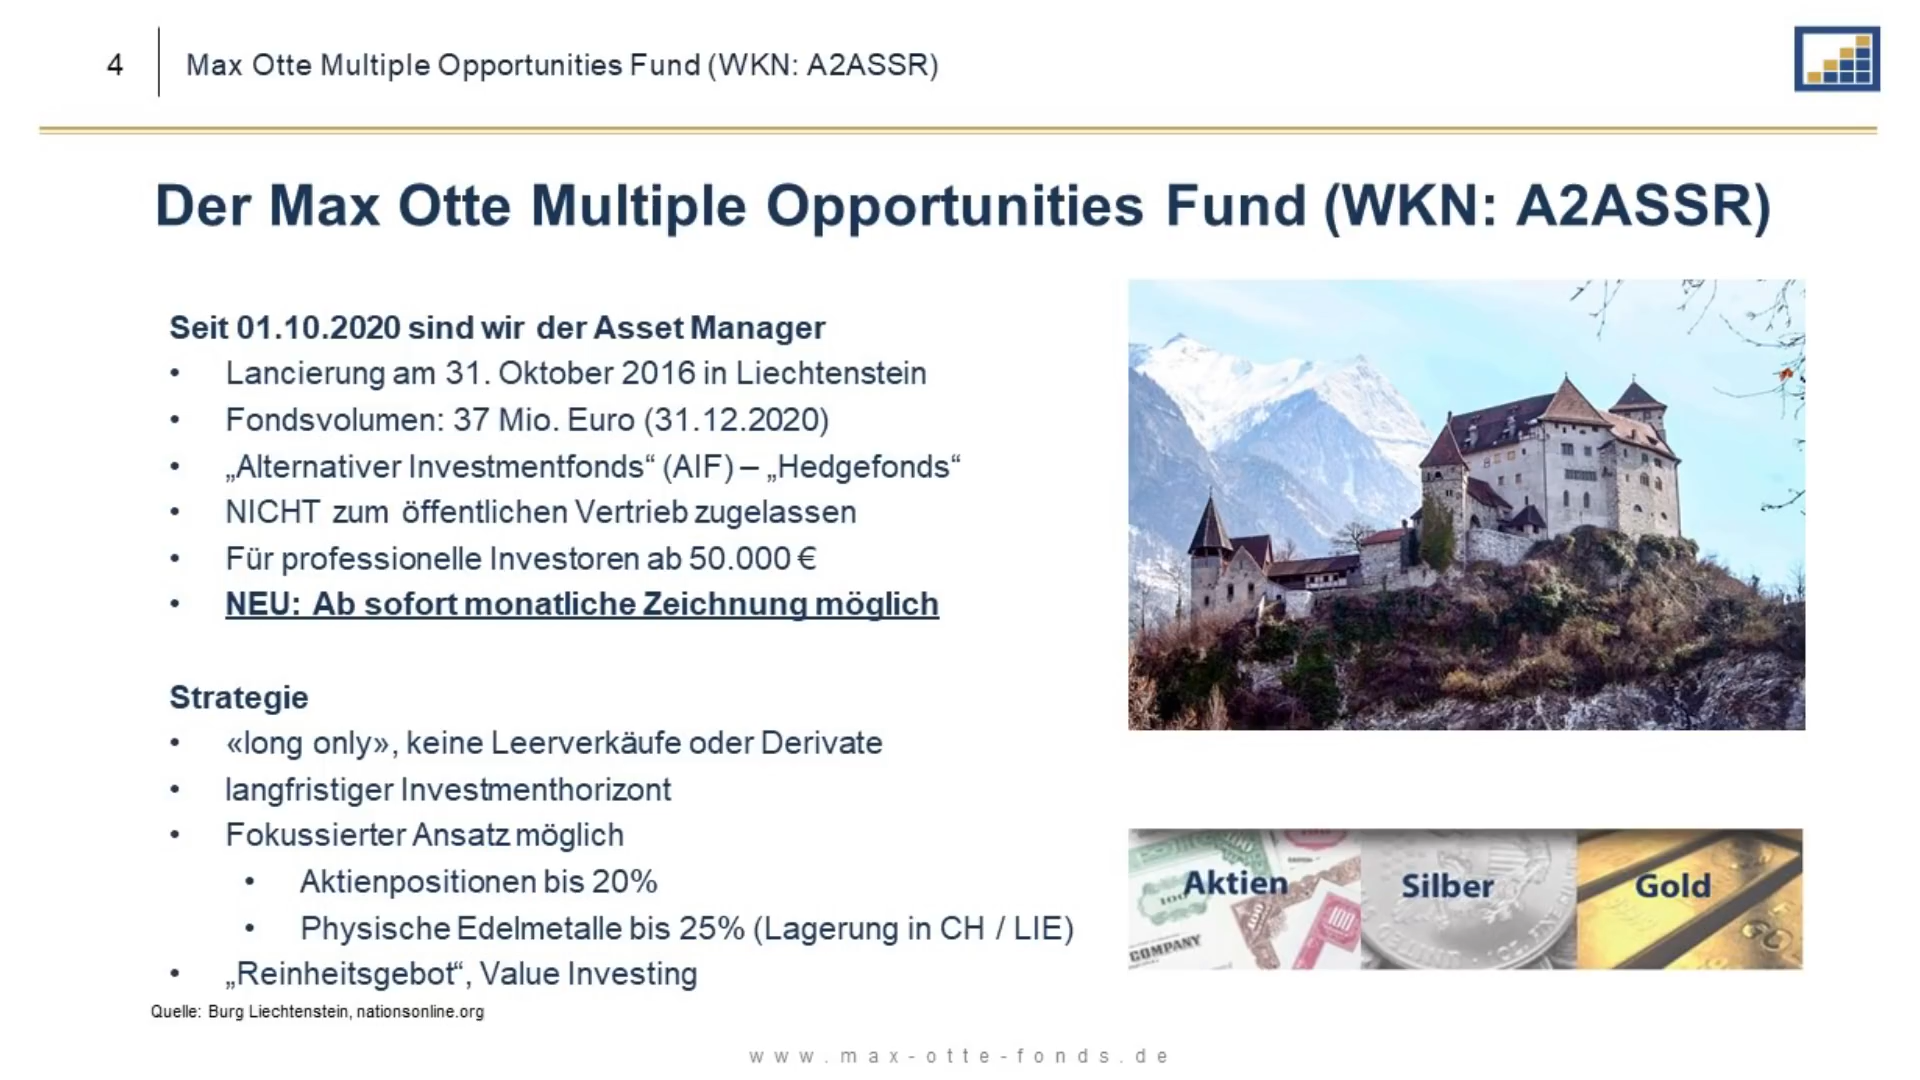 4
Max Otte Multiple Opportunities Fund (WKN: A2ASSR)
Der Max Otte Multiple Opportunities Fund (WKN: A2ASSR)
Seit 01.10.2020 sind wir der Asset Manager
• Lancierung am 31. Oktober 2016 in Liechtenstein
• Fondsvolumen: 37 Mio. Euro (31.12.2020)
• „Alternativer Investmentfonds“ (AIF) – „Hedgefonds“
• NICHT zum öffentlichen Vertrieb zugelassen
• Für professionelle Investoren ab 50.000 €
• NEU: Ab sofort monatliche Zeichnung möglich
Strategie
• «long only», keine Leerverkäufe oder Derivate
• langfristiger Investmenthorizont
• Fokussierter Ansatz möglich
• Aktienpositionen bis 20%
• Physische Edelmetalle bis 25% (Lagerung in CH / LIE)
• „Reinheitsgebot“, Value Investing
Aktien
Silber
Gold
100
100
100
COMPANY
Quelle: Burg Liechtenstein, nationsonline.org
www.max-otte-fonds.de